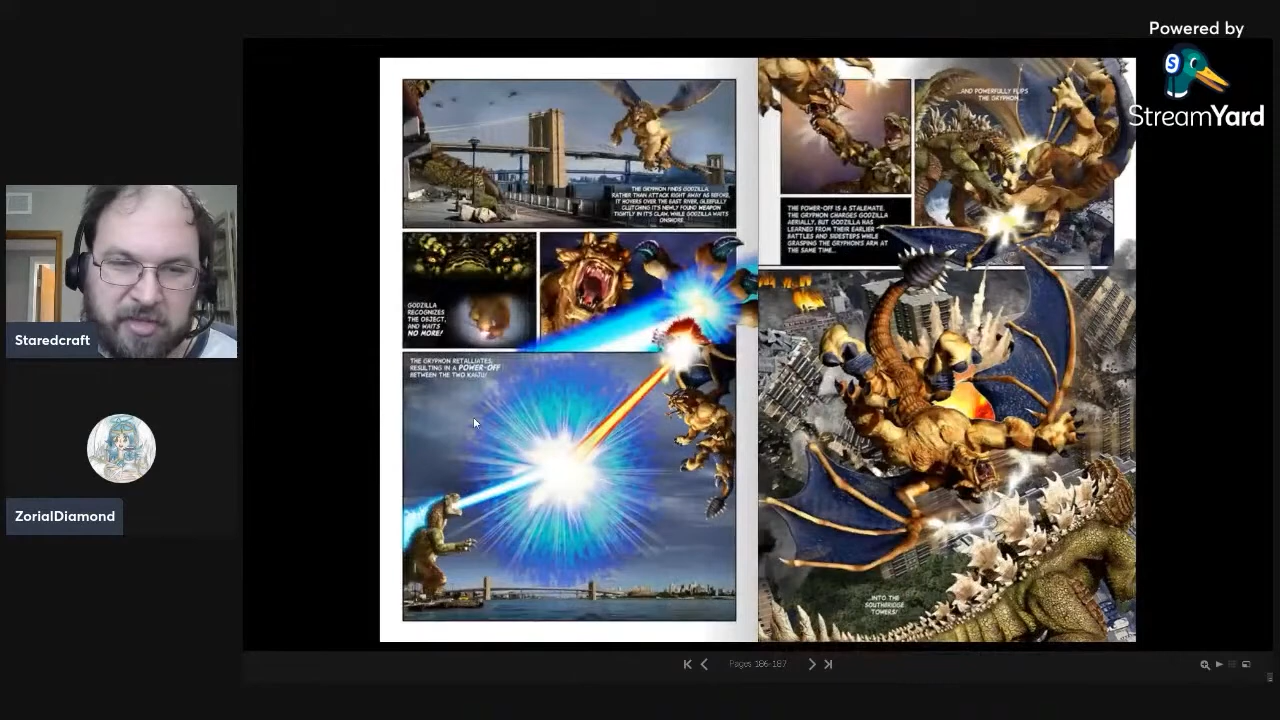 Powered by
StreamYard
Staredcraft
ZorialDiamond
THE GRYPHON FINDS GODZILLA.
RATHER THAN ATTACK RIGHT AWAY AS BEFORE,
IT HOVERS OVER THE EAST RIVER, GLEEFULLY
CLUTCHING IT'S NEWLY FOUND WEAPON
TIGHTLY IN IT'S CLAW, WHILE GODZILLA WAITS
ONSHORE.
GODZILLA
RECOGNIZES
THE OBJECT,
AND WAITS
NO MORE!
THE GRYPHON RETALLIATES,
RESULTING IN A POWER-OFF
BETWEEN THE TWO KAIJU!
THE POWER-OFF IS A STALEMATE.
THE GRYPHON CHARGES GODZILLA
AERIALLY, BUT GODZILLA HAS
LEARNED FROM THEIR EARLIER
BATTLES AND SIDESTEPS WHILE
GRASPING THE GRYPHON'S ARM AT
THE SAME TIME...
...AND POWERFULLY FLIPS
THE GRYPHON...
...INTO THE
SOUTHBRIDGE
TOWERS!
Pages 186-187